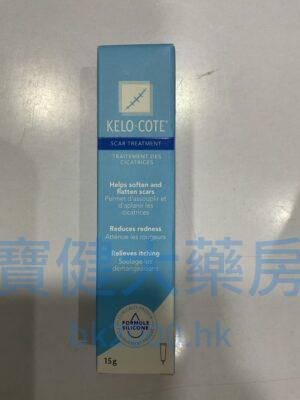 KELO-COTE®
SCAR TREATMENT
TRAITEMENT DES
CICATRICES
Helps soften and
flatten scars
Permet d'assouplir et
d'aplanir les
cicatrices
Reduces redness
Atténue les rougeurs
Relieves itching
Soulage les
démangeaisons
寶健大藥房
FORMULE
SILICONE
15g